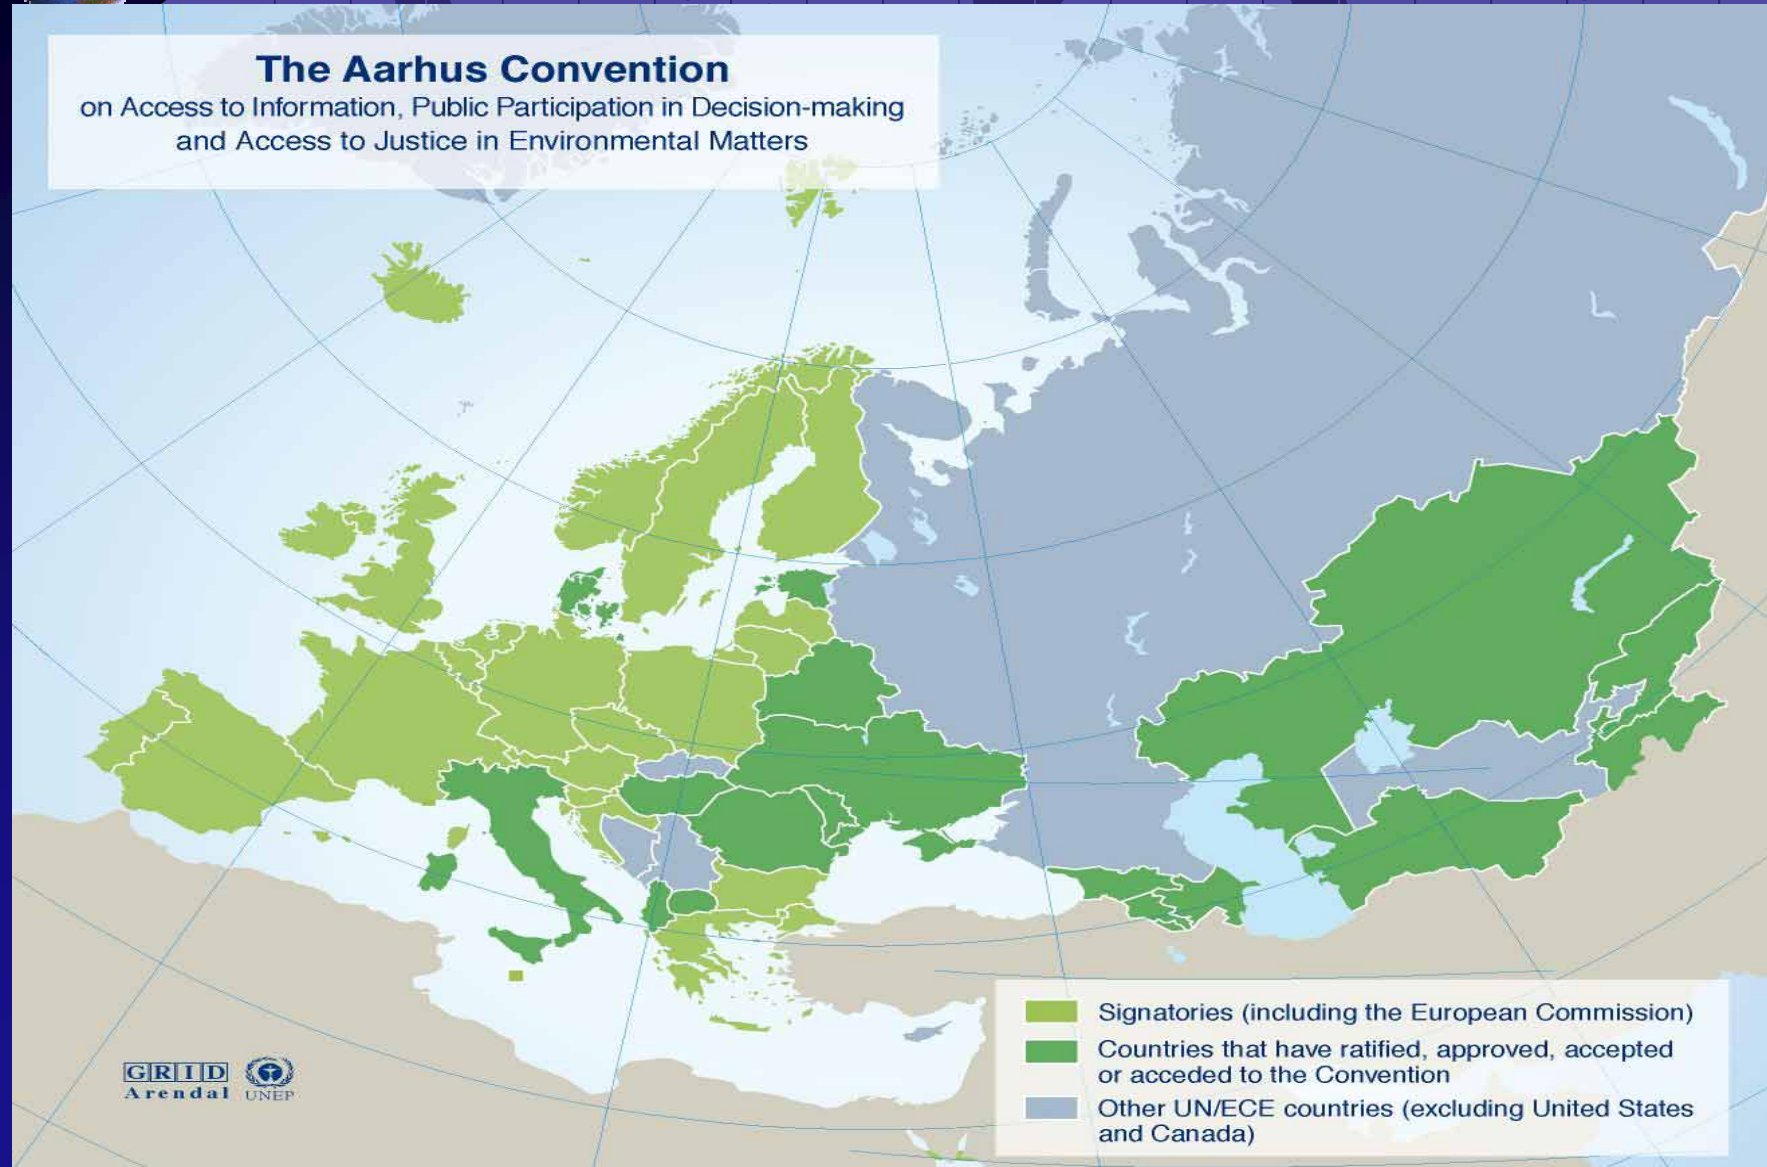 The Aarhus Convention
on Access to Information, Public Participation in Decision-making
and Access to Justice in Environmental Matters
Signatories (including the European Commission)
Countries that have ratified, approved, accepted
or acceded to the Convention
Other UN/ECE countries (excluding United States
and Canada)
GRID
Arendal
UNEP